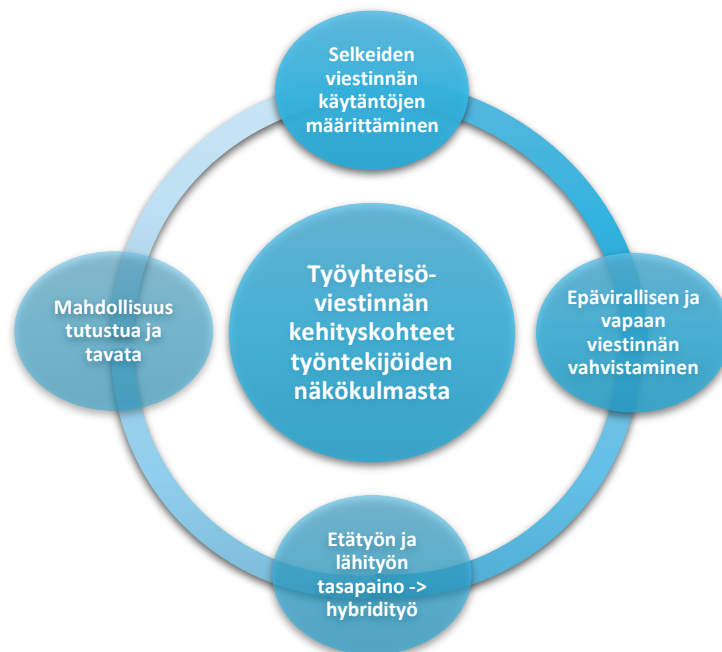 Selkeiden
viestinnän
käytäntöjen
määrittäminen
Työyhteisö-
viestinnän
kehityskohteet
työntekijöiden
näkökulmasta
Epävirallisen ja
vapaan
viestinnän
vahvistaminen
Etätyön ja
lähityön
tasapaino ->
hybridityö
Mahdollisuus
tutustua ja
tavata